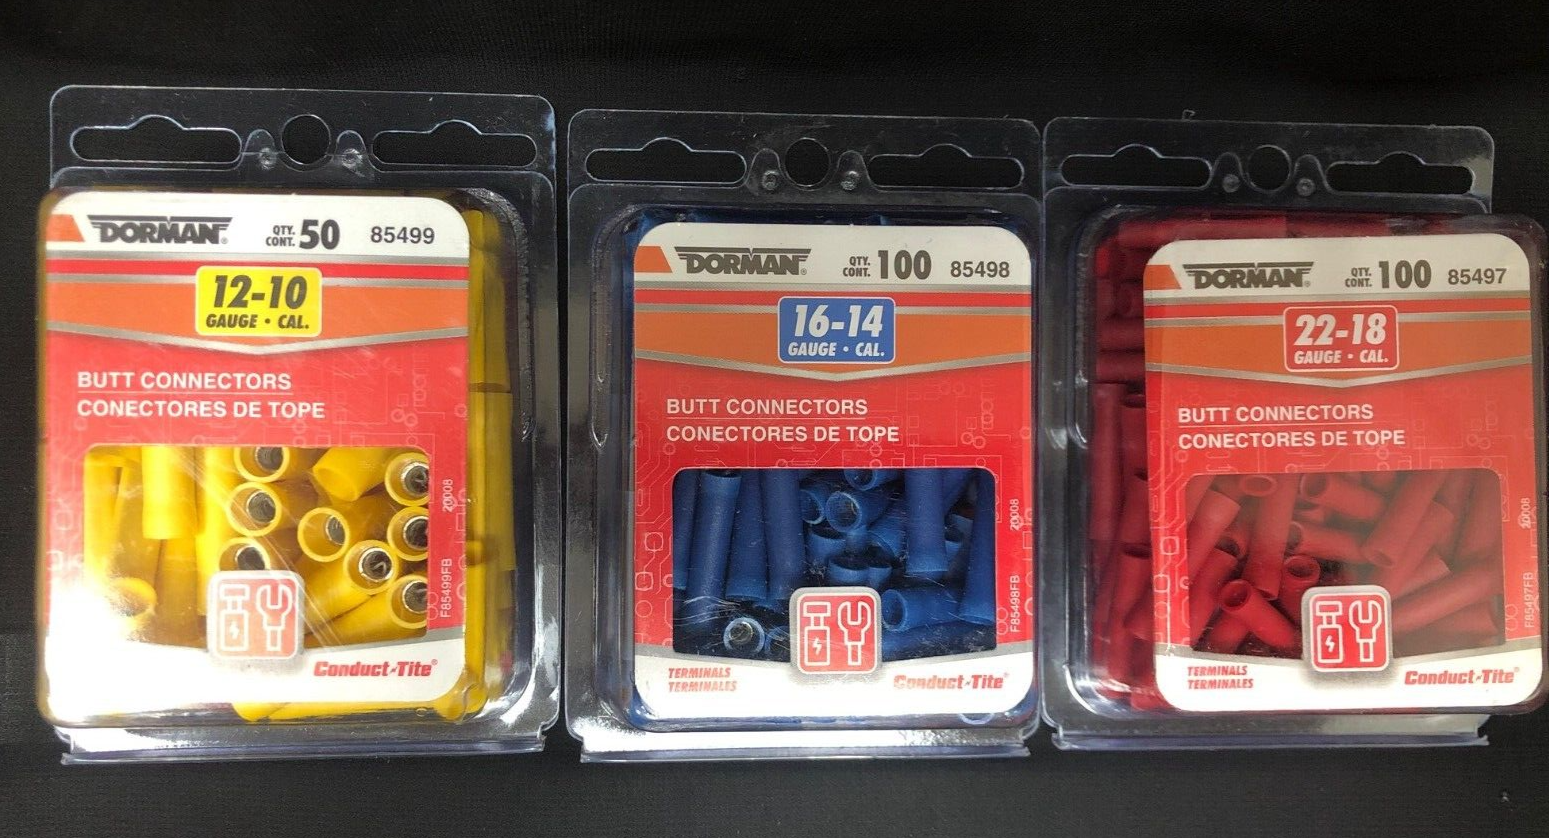 DORMAN®
QTY. CONT. 50 85499
12-10
GAUGE • CAL.
BUTT CONNECTORS
CONECTORES DE TOPE
20008
F85499FB
Conduct-Tite®
DORMAN®
QTY. CONT. 100 85498
16-14
GAUGE • CAL.
BUTT CONNECTORS
CONECTORES DE TOPE
20008
F85498FB
TERMINALS
TERMINALES
Conduct-Tite®
DORMAN®
QTY. CONT. 100 85497
22-18
GAUGE • CAL.
BUTT CONNECTORS
CONECTORES DE TOPE
20008
F85497FB
TERMINALS
TERMINALES
Conduct-Tite®